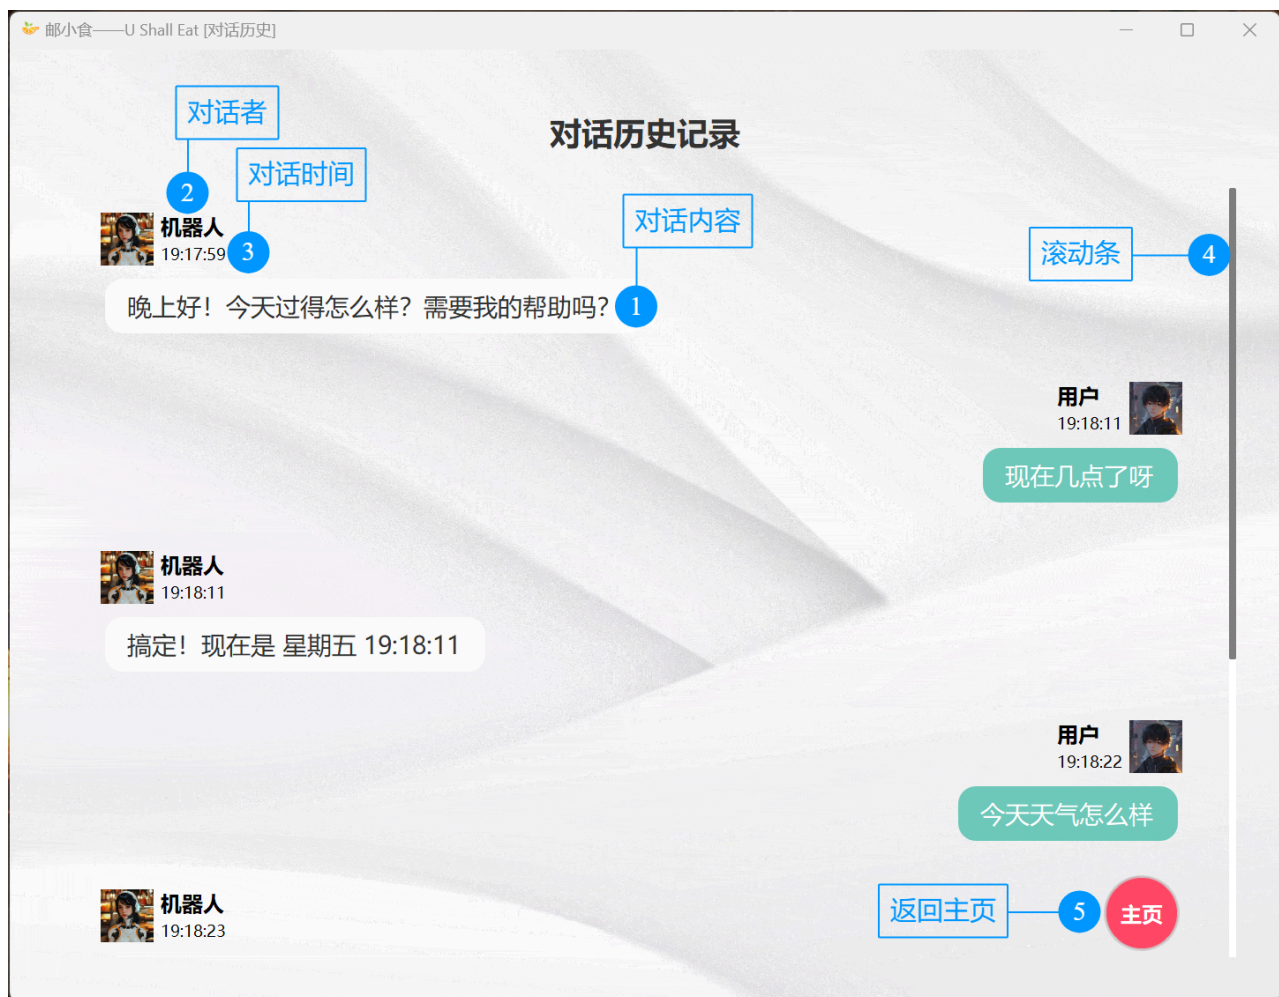 邮小食——U Shall Eat [对话历史]
对话者
对话历史记录
对话时间
2
对话内容
机器人
19:17:59
3
滚动条
4
晚上好！今天过得怎么样？需要我的帮助吗？
1
用户
19:18:11
现在几点了呀
机器人
19:18:11
搞定！现在是 星期五 19:18:11
用户
19:18:22
今天天气怎么样
机器人
19:18:23
返回主页
5
主页